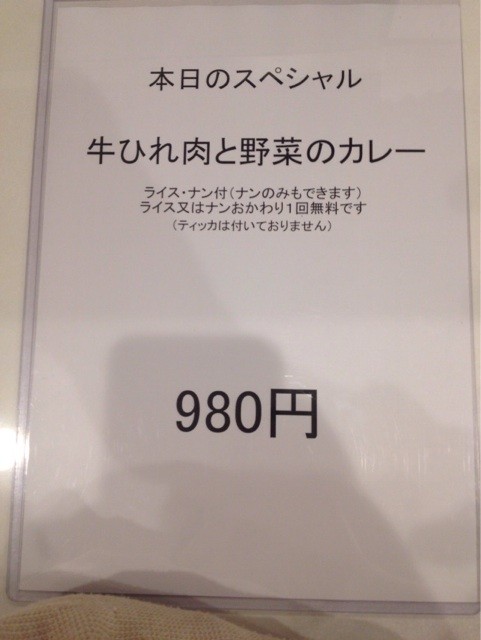 本日のスペシャル
牛ひれ肉と野菜のカレー
ライス・ナン付(ナンのみもできます)
ライス又はナンおかわり1回無料です
(ティッカは付いておりません)
980円